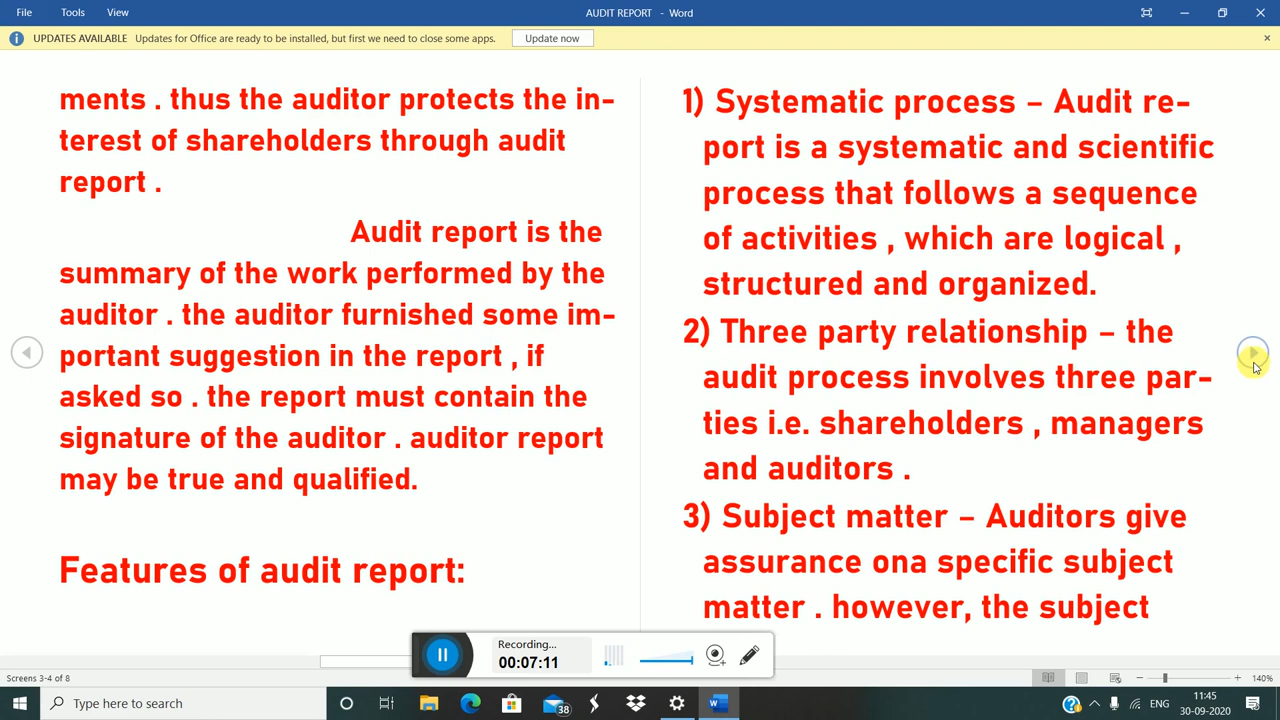 File Tools View
AUDIT REPORT - Word
UPDATES AVAILABLE Updates for Office are ready to be installed, but first we need to close some apps. Update now
ments . thus the auditor protects the in-
terest of shareholders through audit
report .
Audit report is the
summary of the work performed by the
auditor . the auditor furnished some im-
portant suggestion in the report , if
asked so . the report must contain the
signature of the auditor . auditor report
may be true and qualified.
Features of audit report:
1) Systematic process – Audit re-
port is a systematic and scientific
process that follows a sequence
of activities , which are logical ,
structured and organized.
2) Three party relationship – the
audit process involves three par-
ties i.e. shareholders , managers
and auditors .
3) Subject matter – Auditors give
assurance ona specific subject
matter . however, the subject
Recording...
00:07:11
Screens 3-4 of 8
140%
Type here to search
38
ENG
11:45
30-09-2020